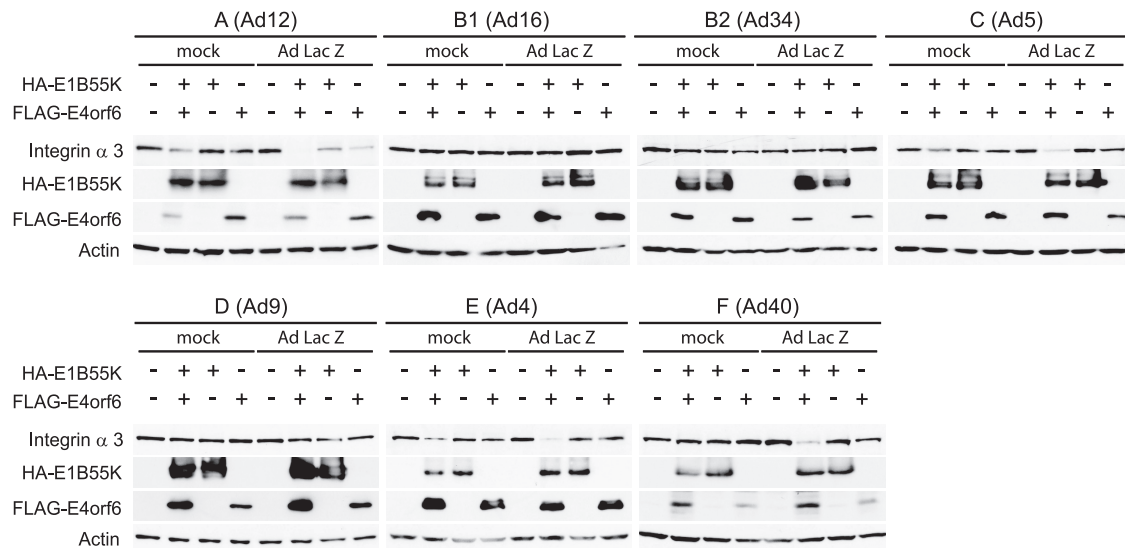 A (Ad12) B1 (Ad16) B2 (Ad34) C (Ad5)
mock Ad Lac Z mock Ad Lac Z mock Ad Lac Z mock Ad Lac Z
HA-E1B55K - + + - - + + - - + + - - + + - - + + - - + + - - + + - - + + -
FLAG-E4orf6 - + - + - + - + - + - + - + - + - + - + - + - + - + - + - + - +
Integrin α 3
HA-E1B55K
FLAG-E4orf6
Actin
D (Ad9) E (Ad4) F (Ad40)
mock Ad Lac Z mock Ad Lac Z mock Ad Lac Z
HA-E1B55K - + + - - + + - - + + - - + + - - + + - - + + -
FLAG-E4orf6 - + - + - + - + - + - + - + - + - + - + - + - +
Integrin α 3
HA-E1B55K
FLAG-E4orf6
Actin